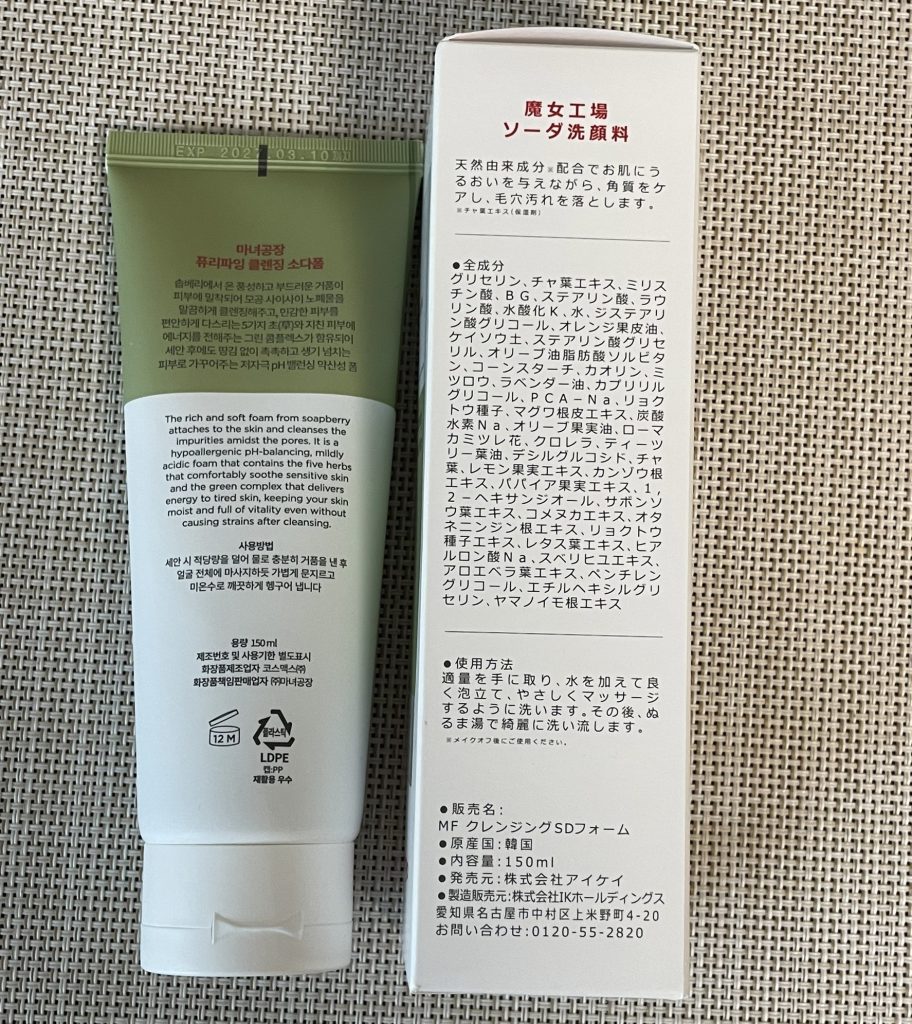 EXP 202 03.10
마녀공장
퓨리파잉 클렌징 소다폼
솝베리에서 온 풍성하고 부드러운 거품이
피부에 밀착되어 모공 사이사이 노폐물을
말끔하게 클렌징해주고, 민감한 피부를
편안하게 다스리는 5가지 초(草)와 지친 피부에
에너지를 전해주는 그린 콤플렉스가 함유되어
세안 후에도 땅김 없이 촉촉하고 생기 넘치는
피부로 가꾸어주는 저자극 pH 밸런싱 약산성 폼
The rich and soft foam from soapberry
attaches to the skin and cleanses the
impurities amidst the pores. It is a
hypoallergenic pH-balancing, mildly
acidic foam that contains the five herbs
that comfortably soothe sensitive skin
and the green complex that delivers
energy to tired skin, keeping your skin
moist and full of vitality even without
causing strains after cleansing.
사용방법
세안 시 적당량을 덜어 물로 충분히 거품을 낸 후
얼굴 전체에 마사지하듯 가볍게 문지르고
미온수로 깨끗하게 헹구어 냅니다
용량 150ml
제조번호 및 사용기한 별도표시
화장품제조업자 코스맥스㈜
화장품책임판매업자 ㈜마녀공장
12 M
플라스틱
LDPE
캡:PP
재활용 우수
魔女工場
ソーダ洗顔料
天然由来成分※配合でお肌にう
るおいを与えながら、角質をケ
アし、毛穴汚れを落とします。
※チャ葉エキス(保湿剤)
●全成分
グリセリン、チャ葉エキス、ミリス
チン酸、BG、ステアリン酸、ラウ
リン酸、水酸化K、水、ジステアリ
ン酸グリコール、オレンジ果皮油、
ケイソウ土、ステアリン酸グリセ
リル、オリーブ油脂肪酸ソルビタ
ン、コーンスターチ、カオリン、ミ
ツロウ、ラベンダー油、カプリリル
グリコール、PCA-Na、リョク
トウ種子、マグワ根皮エキス、炭酸
水素Na、オリーブ果実油、ローマ
カミツレ花、クロレラ、ティーツ
リー葉油、デシルグルコシド、チャ
葉、レモン果実エキス、カンゾウ根
エキス、パパイア果実エキス、1,
2-ヘキサンジオール、サボンソ
ウ葉エキス、コメヌカエキス、オタ
ネニンジン根エキス、リョクトウ
種子エキス、レタス葉エキス、ヒア
ルロン酸Na、スベリヒユエキス、
アロエベラ葉エキス、ペンチレン
グリコール、エチルヘキシルグリ
セリン、ヤマノイモ根エキス
●使用方法
適量を手に取り、水を加えて良
く泡立て、やさしくマッサージ
するように洗います。その後、ぬ
るま湯で綺麗に洗い流します。
※メイクオフ後にご使用ください。
●販売名:
MF クレンジングSDフォーム
●原産国:韓国
●内容量:150ml
●発売元:株式会社アイケイ
●製造販売元:株式会社IKホールディングス
愛知県名古屋市中村区上米野町4-20
お問い合わせ:0120-55-2820